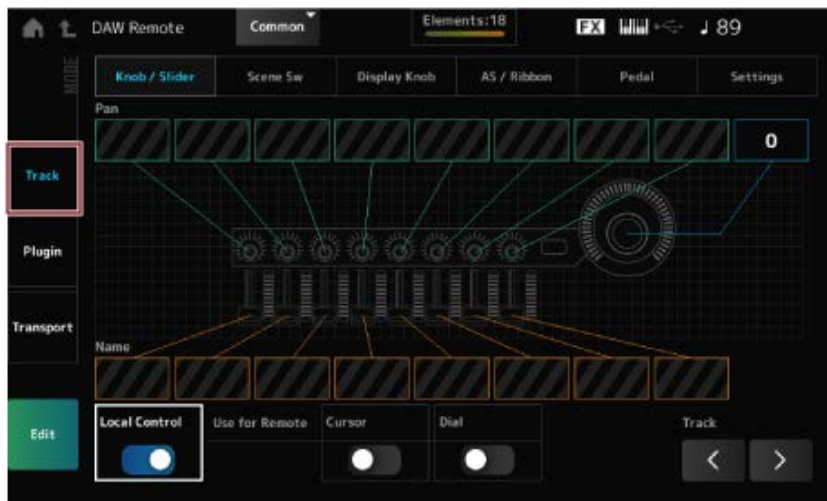 DAW Remote
Common
Elements:18
FX
♩ 89
MODE
Knob / Slider
Scene Sw
Display Knob
AS / Ribbon
Pedal
Settings
Pan
0
Track
Plugin
Transport
Name
Edit
Local Control
Use for Remote
Cursor
Dial
Track